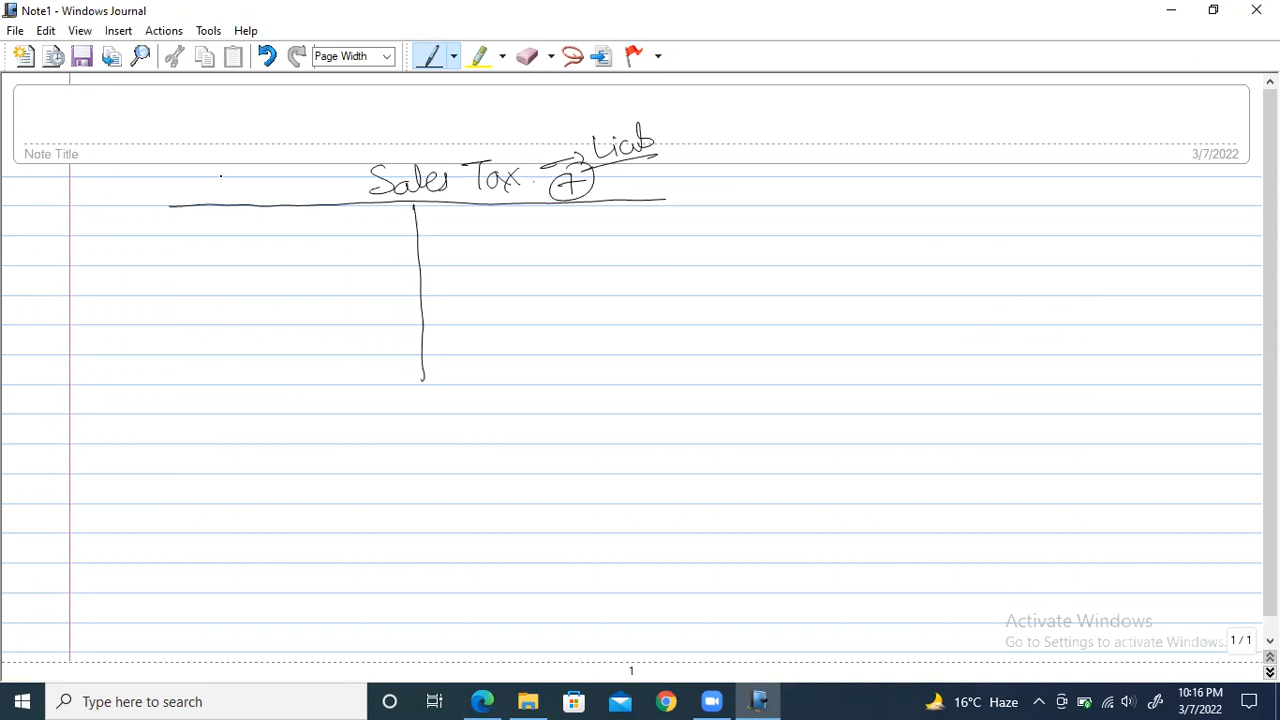 Note1 - Windows Journal
File Edit View Insert Actions Tools Help
Page Width
Liab
Note Title
3/7/2022
Sales Tax. → 7
Activate Windows
Go to Settings to activate Windows.
1 / 1
1
Type here to search
16°C Haze
10:16 PM
3/7/2022